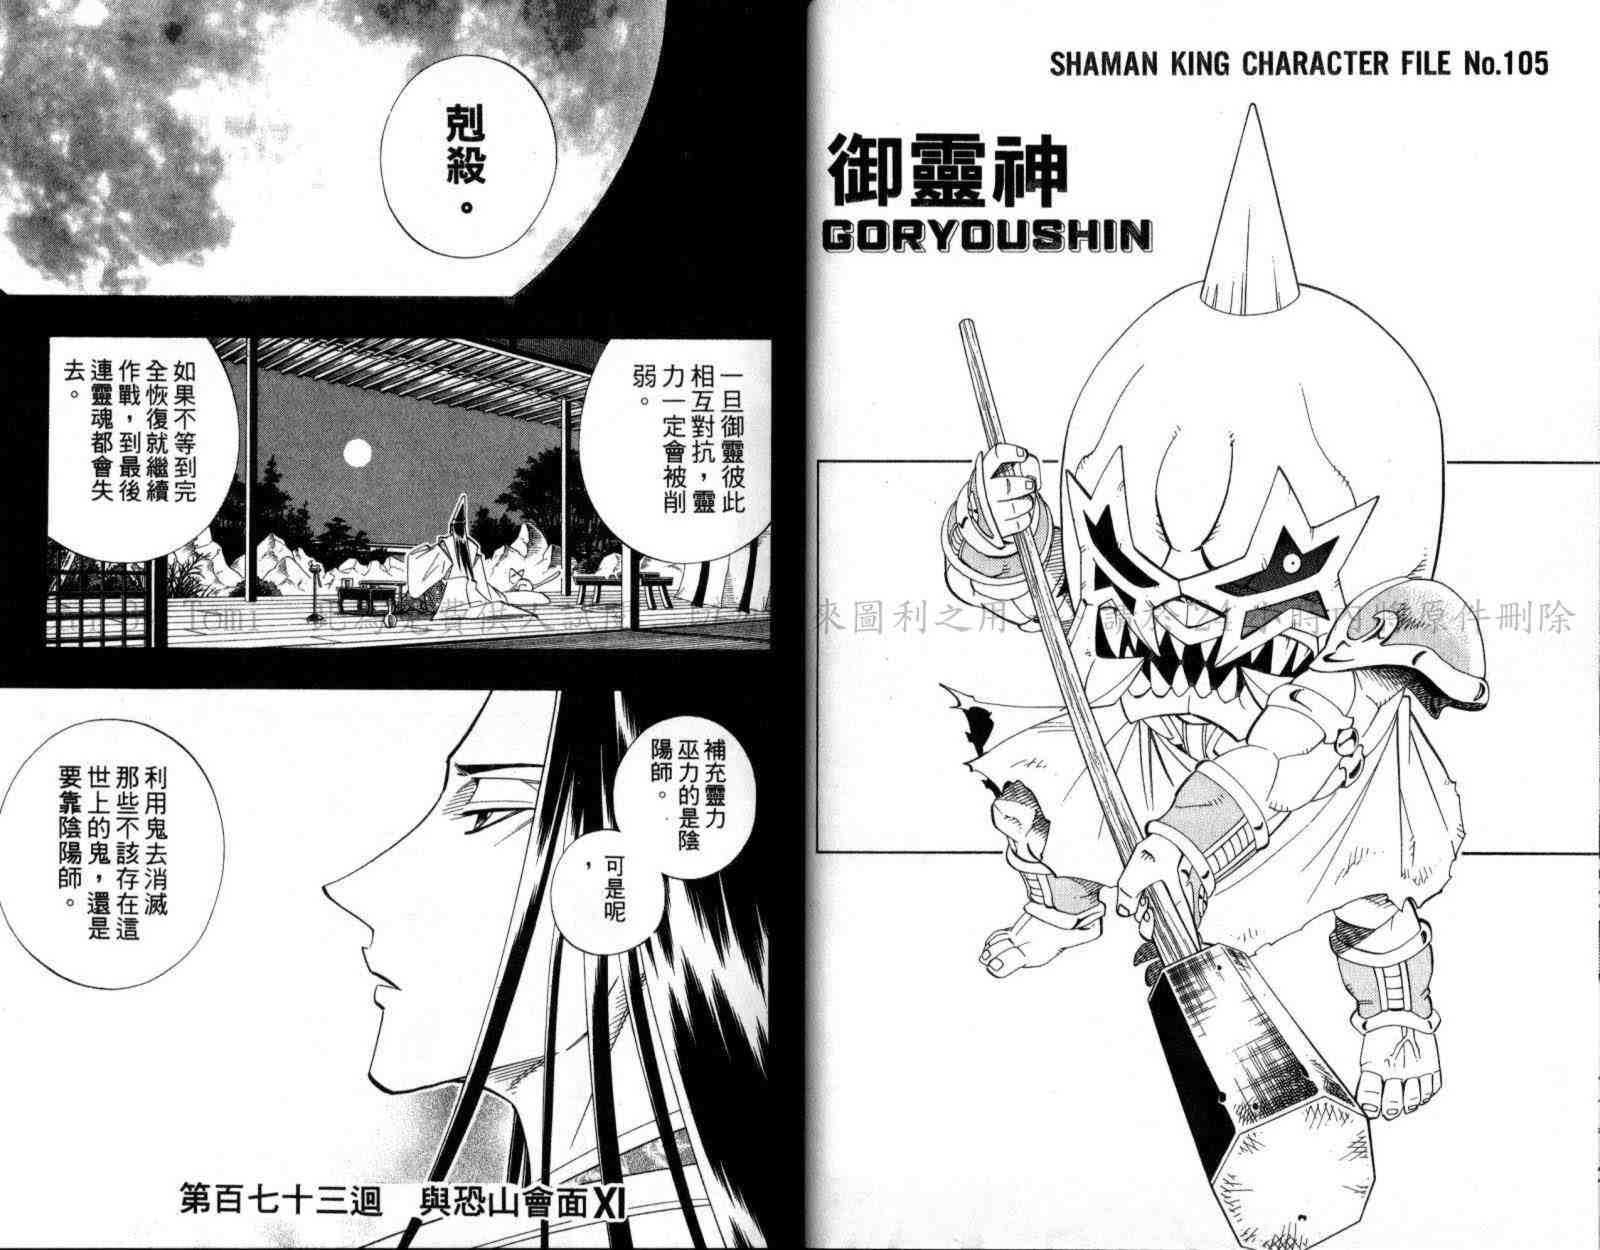 SHAMAN KING CHARACTER FILE No.105
御靈神
GORYOUSHIN
剋殺。
一旦御靈彼此
相互對抗，靈
力一定會被削
弱。
如果不等到完
全恢復就繼續
作戰，到最後
連靈魂都會失
去。
補充靈力
巫力的是陰
陽師。
可是呢
，
利用鬼去消滅
那些不該存在這
世上的鬼，還是
要靠陰陽師。
第百七十三迴　與恐山會面XI
來圖利之用
原件刪除